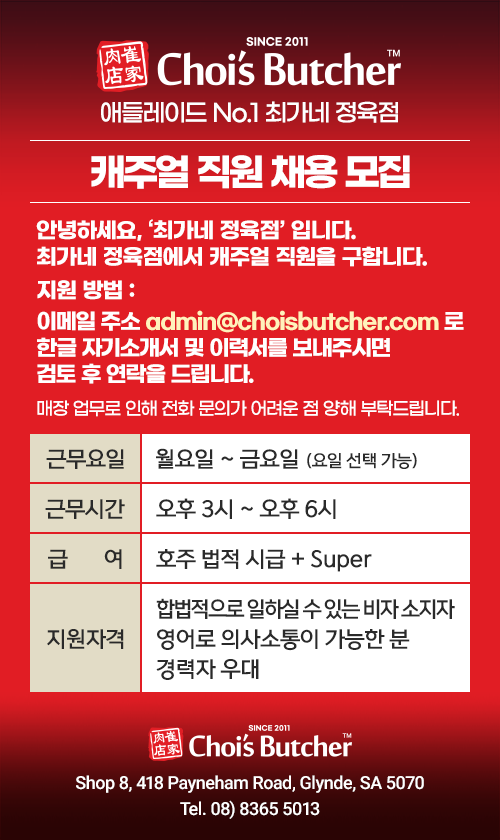 SINCE 2011
肉崔
店家
Choi's Butcher™
애들레이드 No.1 최가네 정육점
캐주얼 직원 채용 모집
안녕하세요, ‘최가네 정육점’ 입니다.
최가네 정육점에서 캐주얼 직원을 구합니다.
지원 방법 :
이메일 주소 admin@choisbutcher.com 로
한글 자기소개서 및 이력서를 보내주시면
검토 후 연락을 드립니다.
매장 업무로 인해 전화 문의가 어려운 점 양해 부탁드립니다.
근무요일 월요일 ~ 금요일 (요일 선택 가능)
근무시간 오후 3시 ~ 오후 6시
급 여 호주 법적 시급 + Super
지원자격 합법적으로 일하실 수 있는 비자 소지자
영어로 의사소통이 가능한 분
경력자 우대
SINCE 2011
肉崔
店家
Choi's Butcher™
Shop 8, 418 Payneham Road, Glynde, SA 5070
Tel. 08) 8365 5013